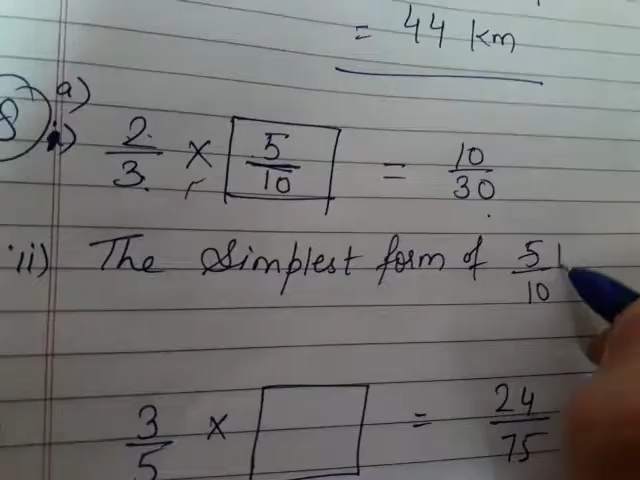 = 44 km
8) a)
i) 2/3 × 5/10 = 10/30
ii) The simplest form of 5/10
3/5 × = 24/75